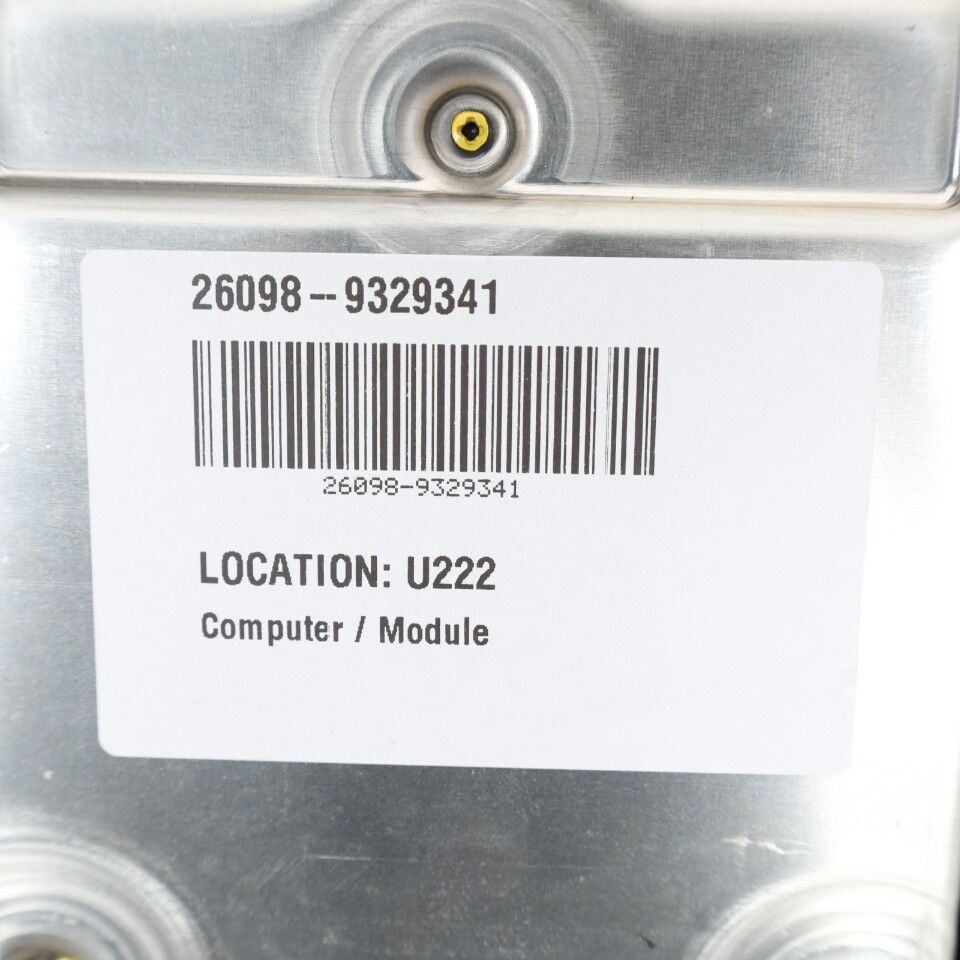 26098--9329341
26098-9329341
LOCATION: U222
Computer / Module